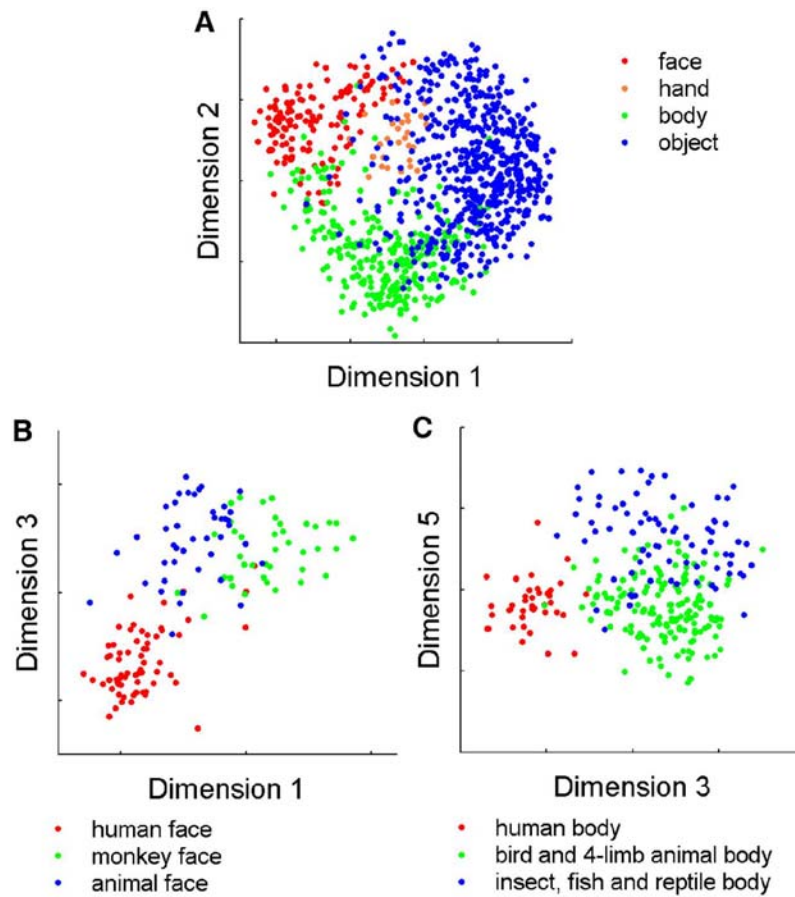 A
Dimension 2
Dimension 1
face
hand
body
object
B
Dimension 3
Dimension 1
human face
monkey face
animal face
C
Dimension 5
Dimension 3
human body
bird and 4-limb animal body
insect, fish and reptile body